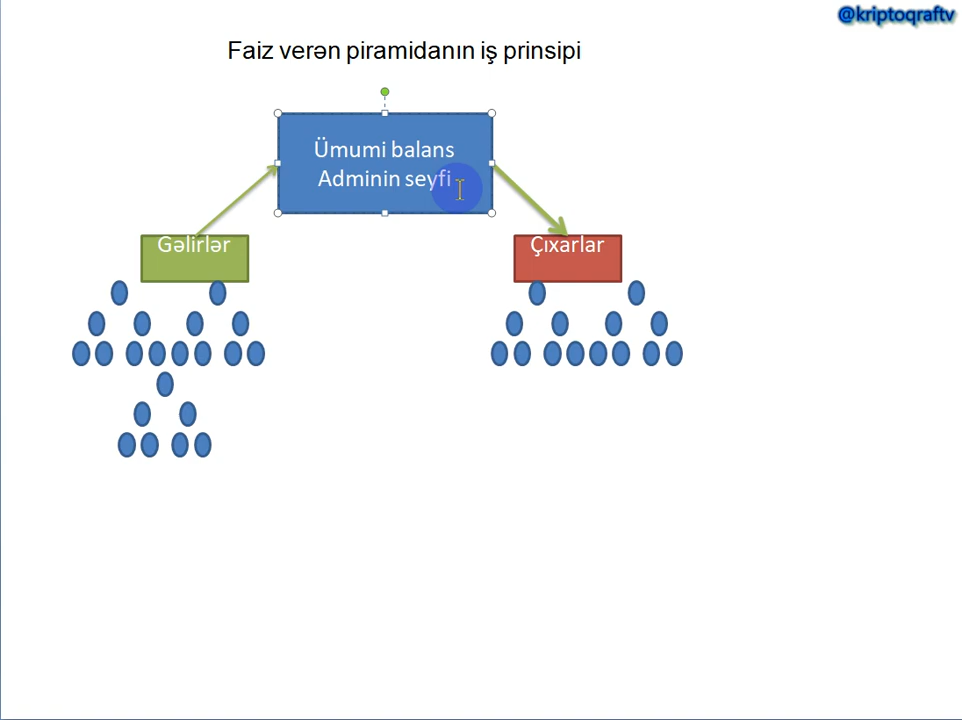 @kriptoqraftv
Faiz verən piramidanın iş prinsipi
Ümumi balans
Adminin seyfi
Gəlirlər
Çıxarlar